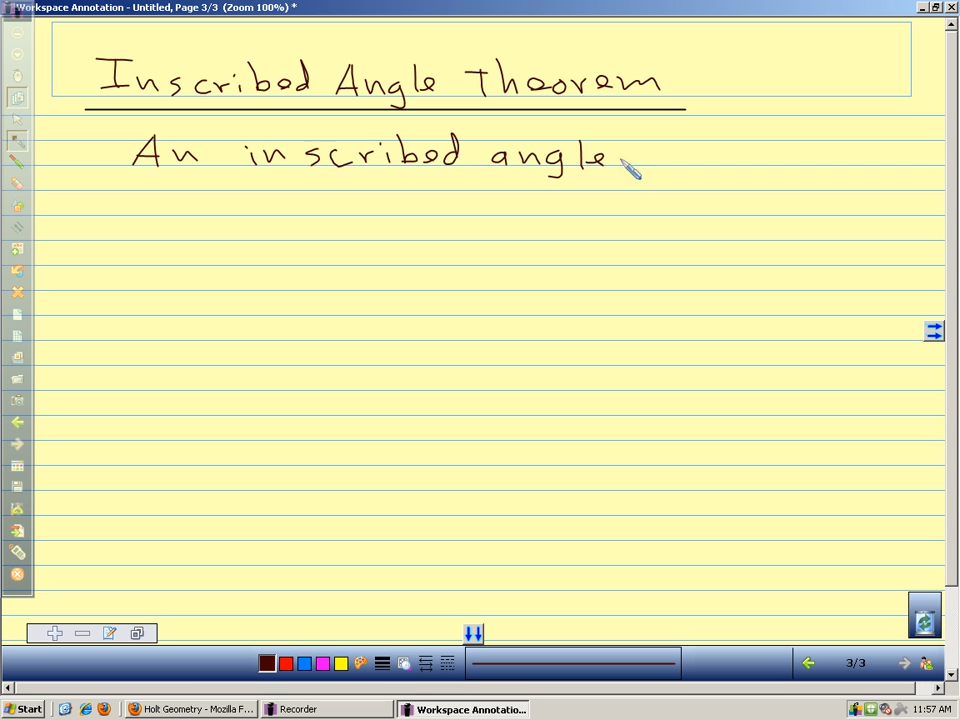 Workspace Annotation - Untitled, Page 3/3 (Zoom 100%) *
Inscribed Angle Theorem
An inscribed angle
3/3
Start
Holt Geometry - Mozilla F...
Recorder
Workspace Annotatio...
11:57 AM